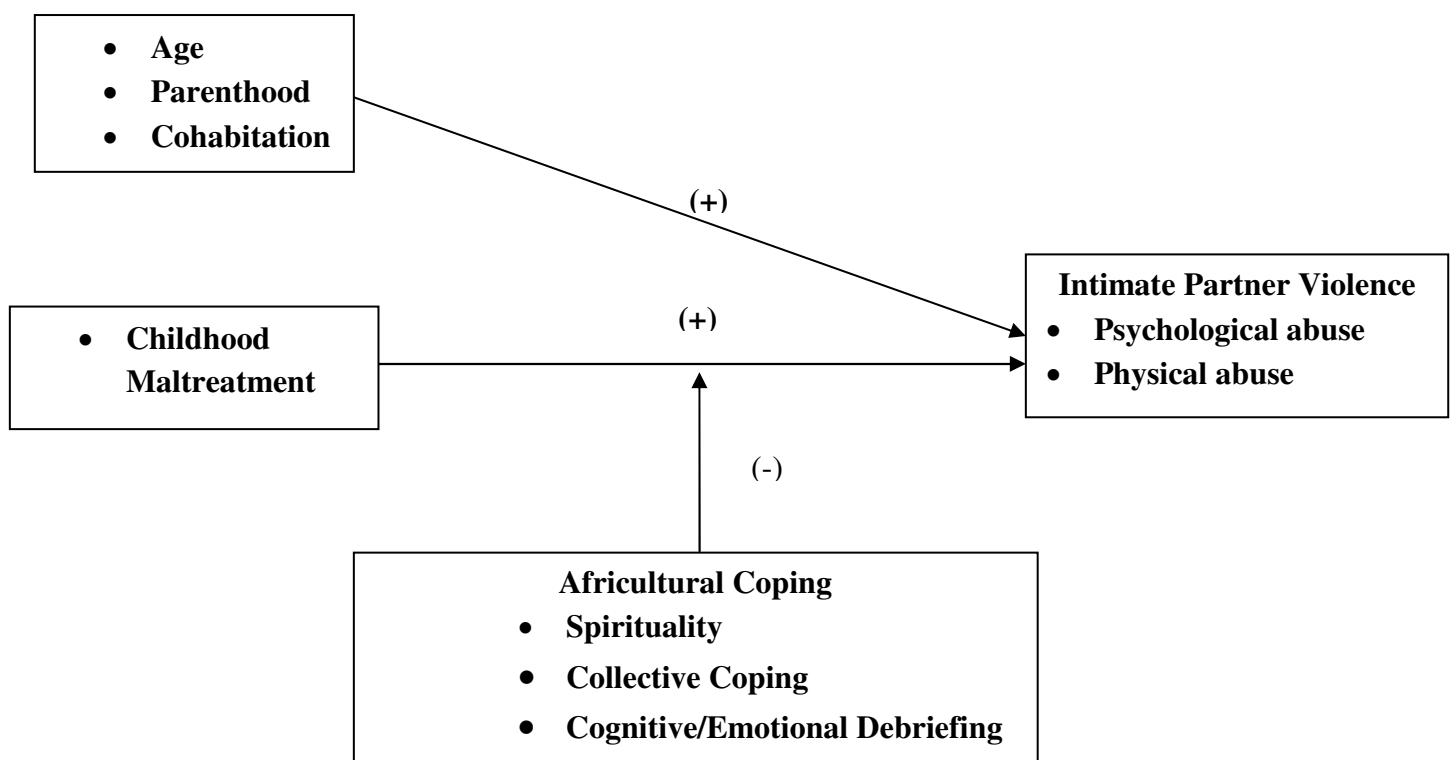 • Age
• Parenthood
• Cohabitation
(+)
Intimate Partner Violence
• Psychological abuse
• Physical abuse
(+)
• Childhood
Maltreatment
(-)
Africultural Coping
• Spirituality
• Collective Coping
• Cognitive/Emotional Debriefing